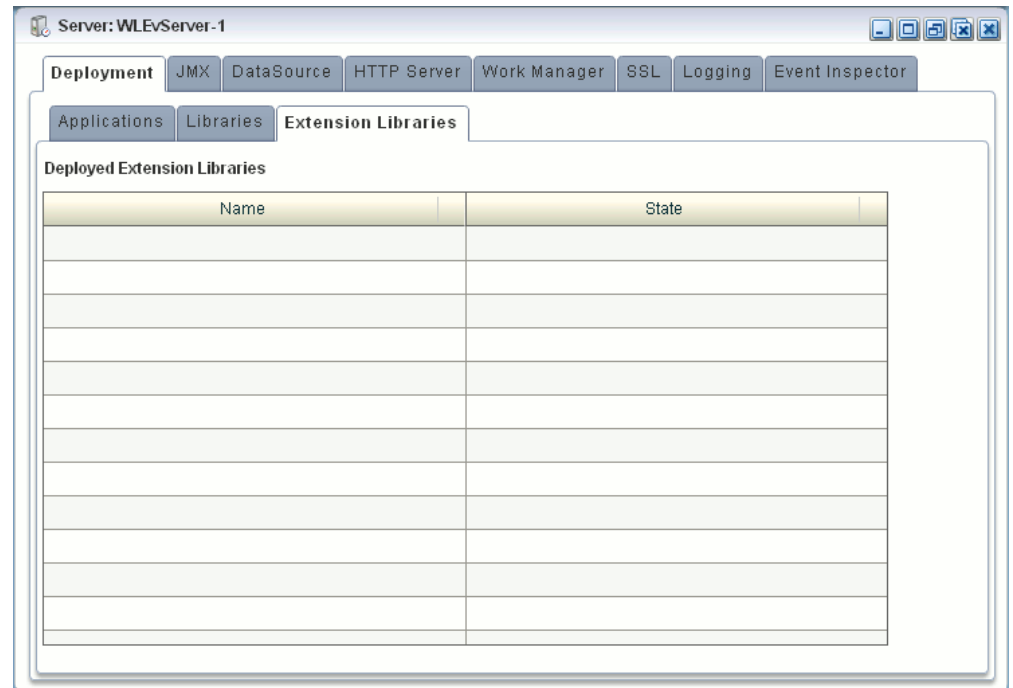 Server: WLEvServer-1
Deployment JMX DataSource HTTP Server Work Manager SSL Logging Event Inspector
Applications Libraries Extension Libraries
Deployed Extension Libraries
Name State